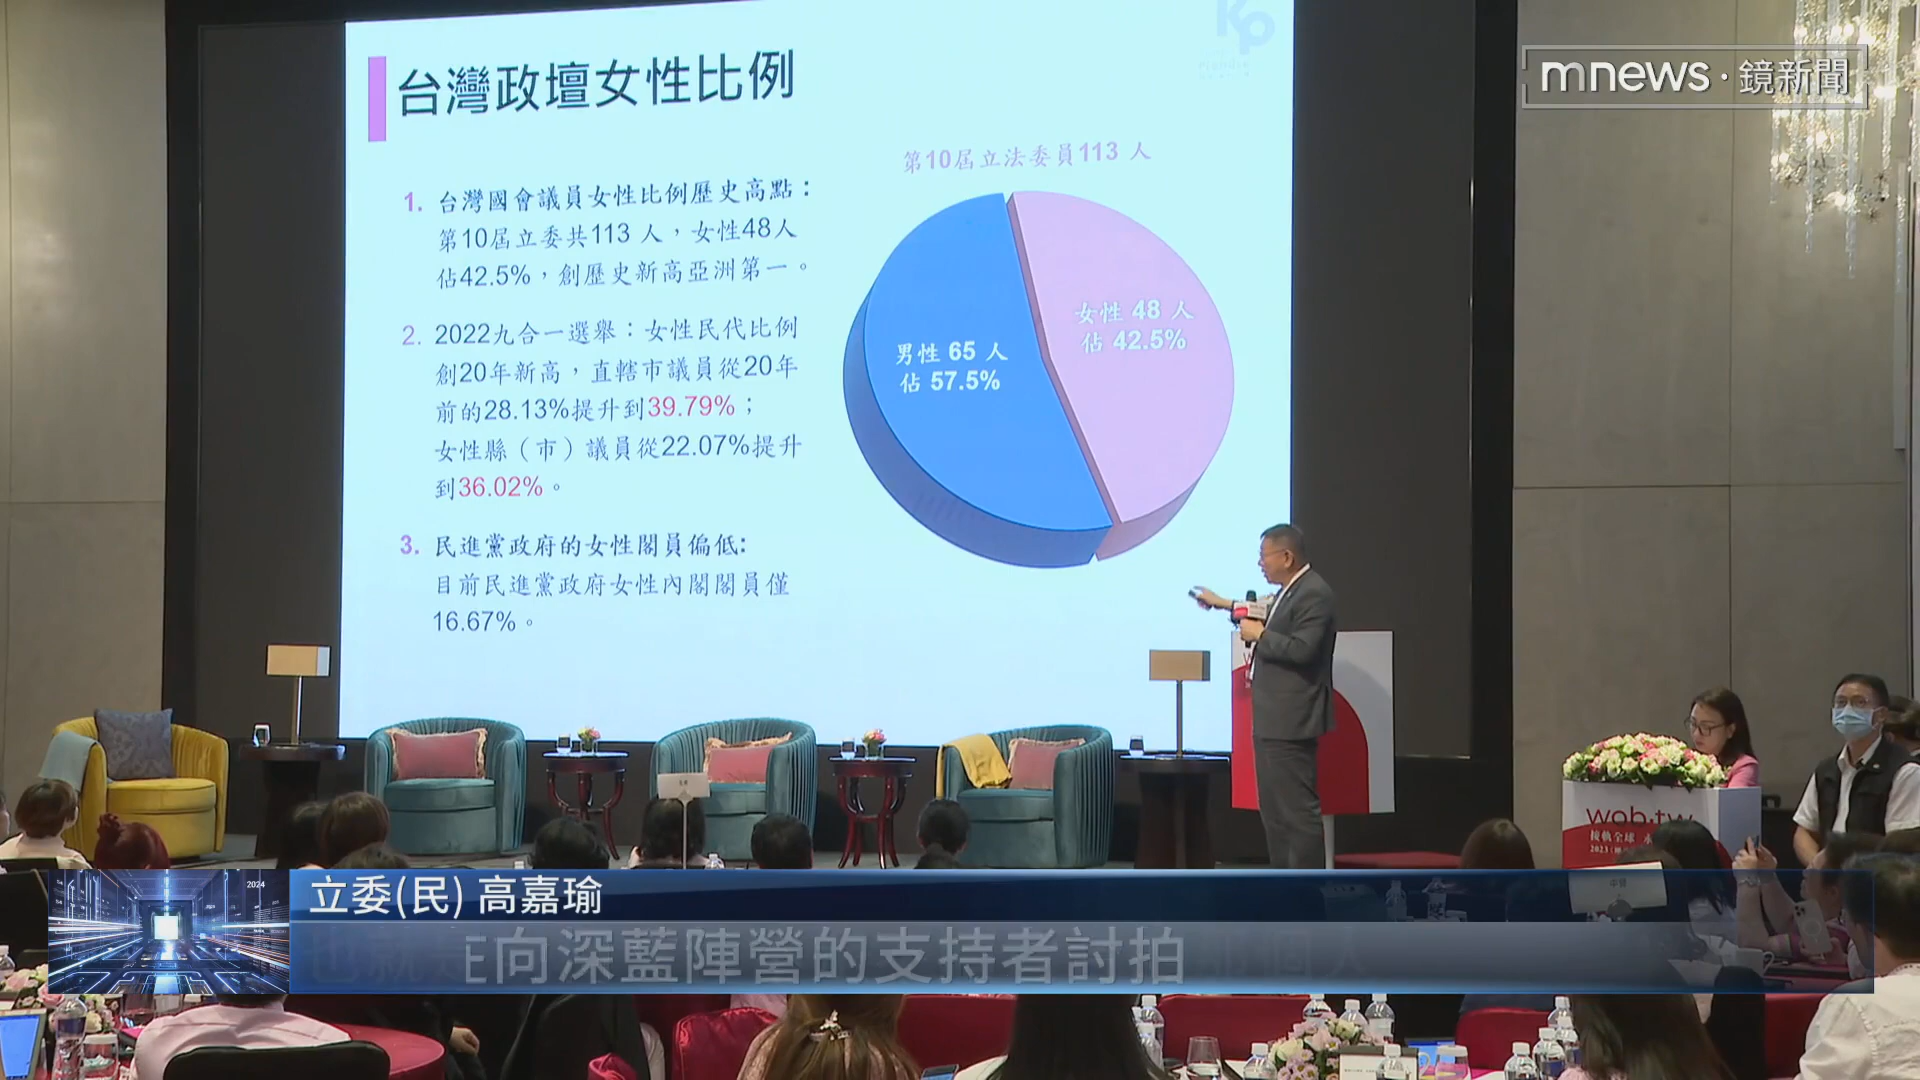 台灣政壇女性比例
mnews·鏡新聞
第10屆立法委員113 人
1. 台灣國會議員女性比例歷史高點：
第10屆立委共113 人，女性48人
佔42.5%，創歷史新高亞洲第一。
2. 2022九合一選舉：女性民代比例
創20年新高，直轄市議員從20年
前的28.13%提升到39.79%；
女性縣（市）議員從22.07%提升
到36.02%。
3. 民進黨政府的女性閣員偏低:
目前民進黨政府女性內閣閣員僅
16.67%。
女性 48 人
佔 42.5%
男性 65 人
佔 57.5%
Kp
wab.tw
2024
立委(民) 高嘉瑜
在向深藍陣營的支持者討拍